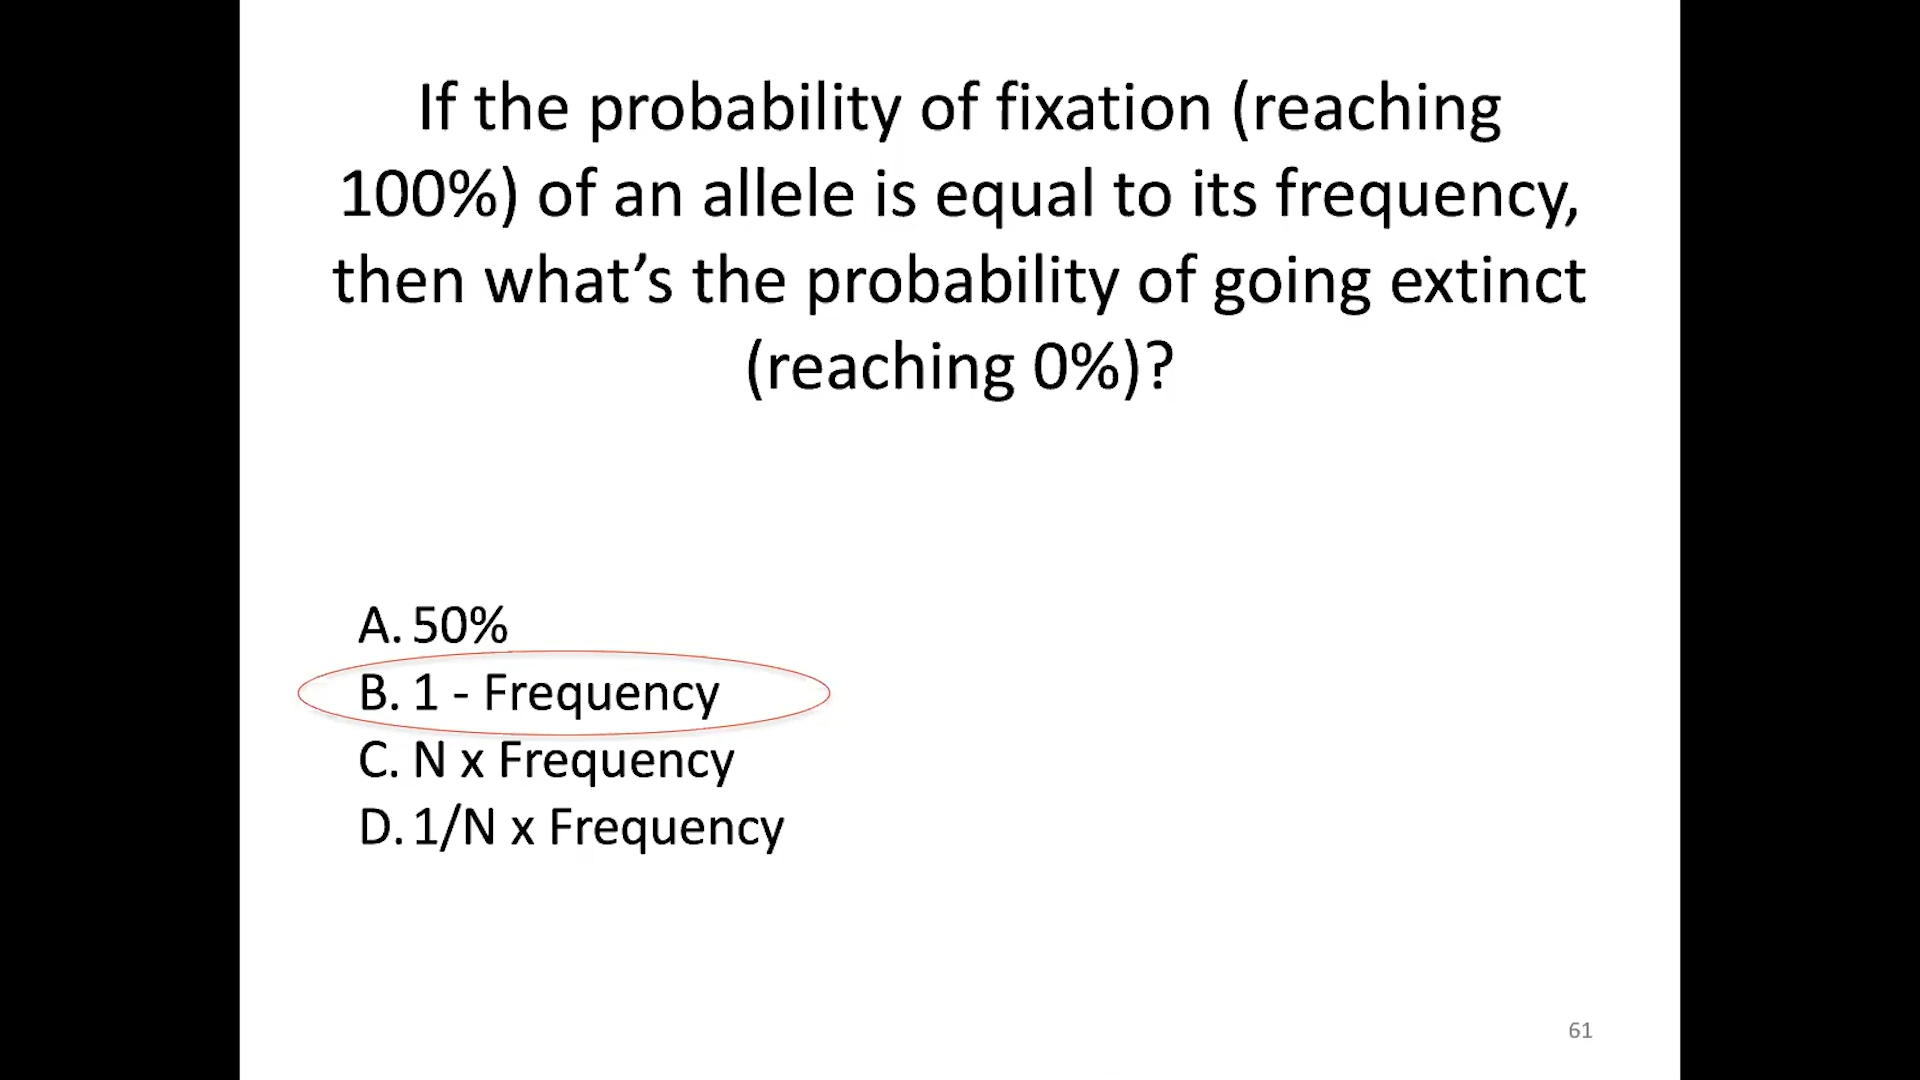 If the probability of fixation (reaching
100%) of an allele is equal to its frequency,
then what’s the probability of going extinct
(reaching 0%)?
A. 50%
B. 1 - Frequency
C. N x Frequency
D. 1/N x Frequency
61